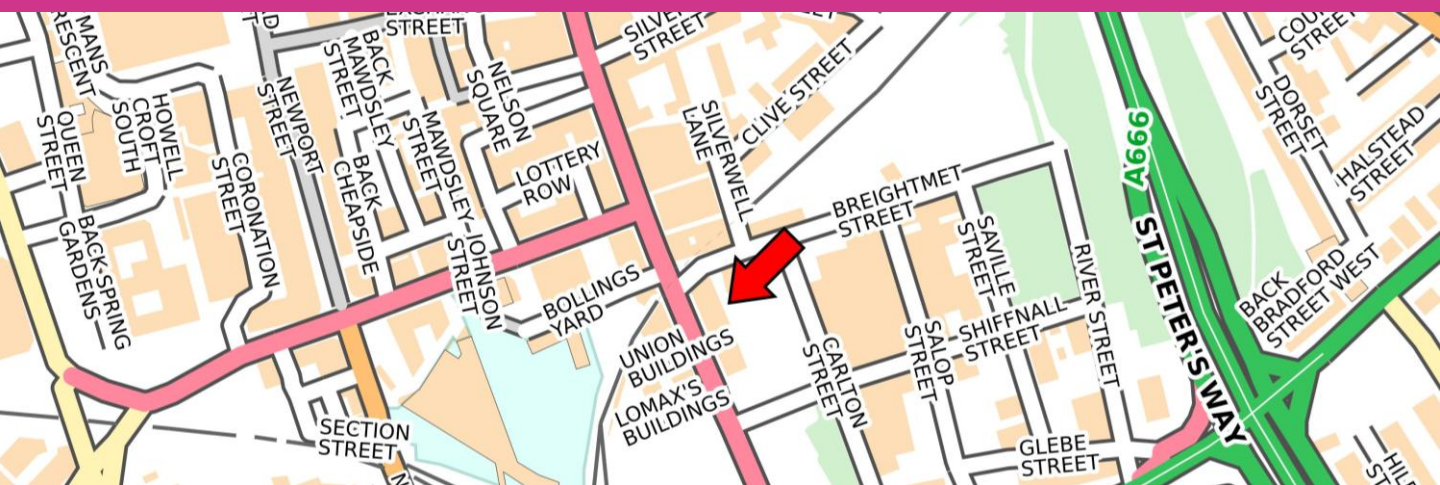 STREET
SILVER
STREET
MANS
CLIVE STREET
BACK
MAWDSLEY
STREET
NELSON
SQUARE
NEWPORT
STREET
QUEEN
STREET
HOWELL
CROFT
SOUTH
CORONATION
STREET
BACK
CHEAPSIDE
MAWDSLEY
STREET
LOTTERY
ROW
SILVERWELL
LANE
BREIGHTMET
STREET
A666
DORSET
STREET
HALSTEAD
STREET
BACK-SPRING
GARDENS
JOHNSON
STREET
BOLLINGS
YARD
SAVILLE
STREET
RIVER STREET
ST PETER'S WAY
BACK
BRADFORD
STREET WEST
UNION
BUILDINGS
LOMAX'S
BUILDINGS
CARLTON
STREET
SALOP
STREET
SHIFFNALL
STREET
SECTION
STREET
GLEBE
STREET